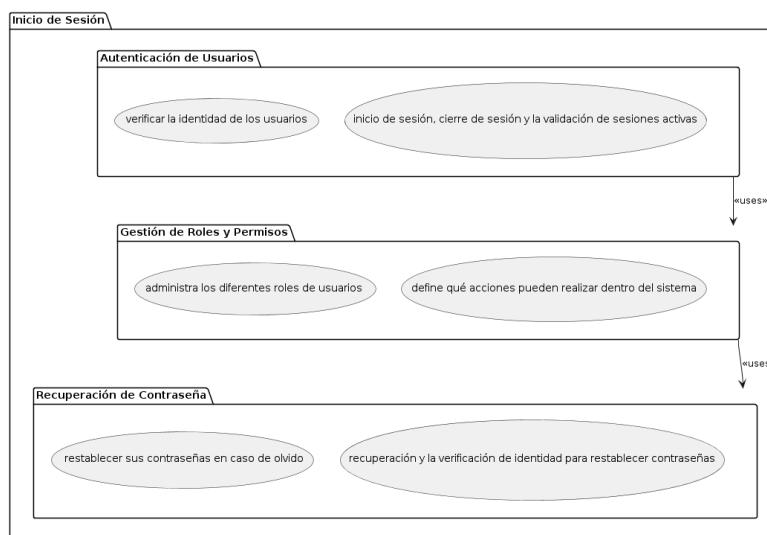 Inicio de Sesión
Autenticación de Usuarios
verificar la identidad de los usuarios
inicio de sesión, cierre de sesión y la validación de sesiones activas
«uses»
Gestión de Roles y Permisos
administra los diferentes roles de usuarios
define qué acciones pueden realizar dentro del sistema
«uses
Recuperación de Contraseña
restablecer sus contraseñas en caso de olvido
recuperación y la verificación de identidad para restablecer contraseñas